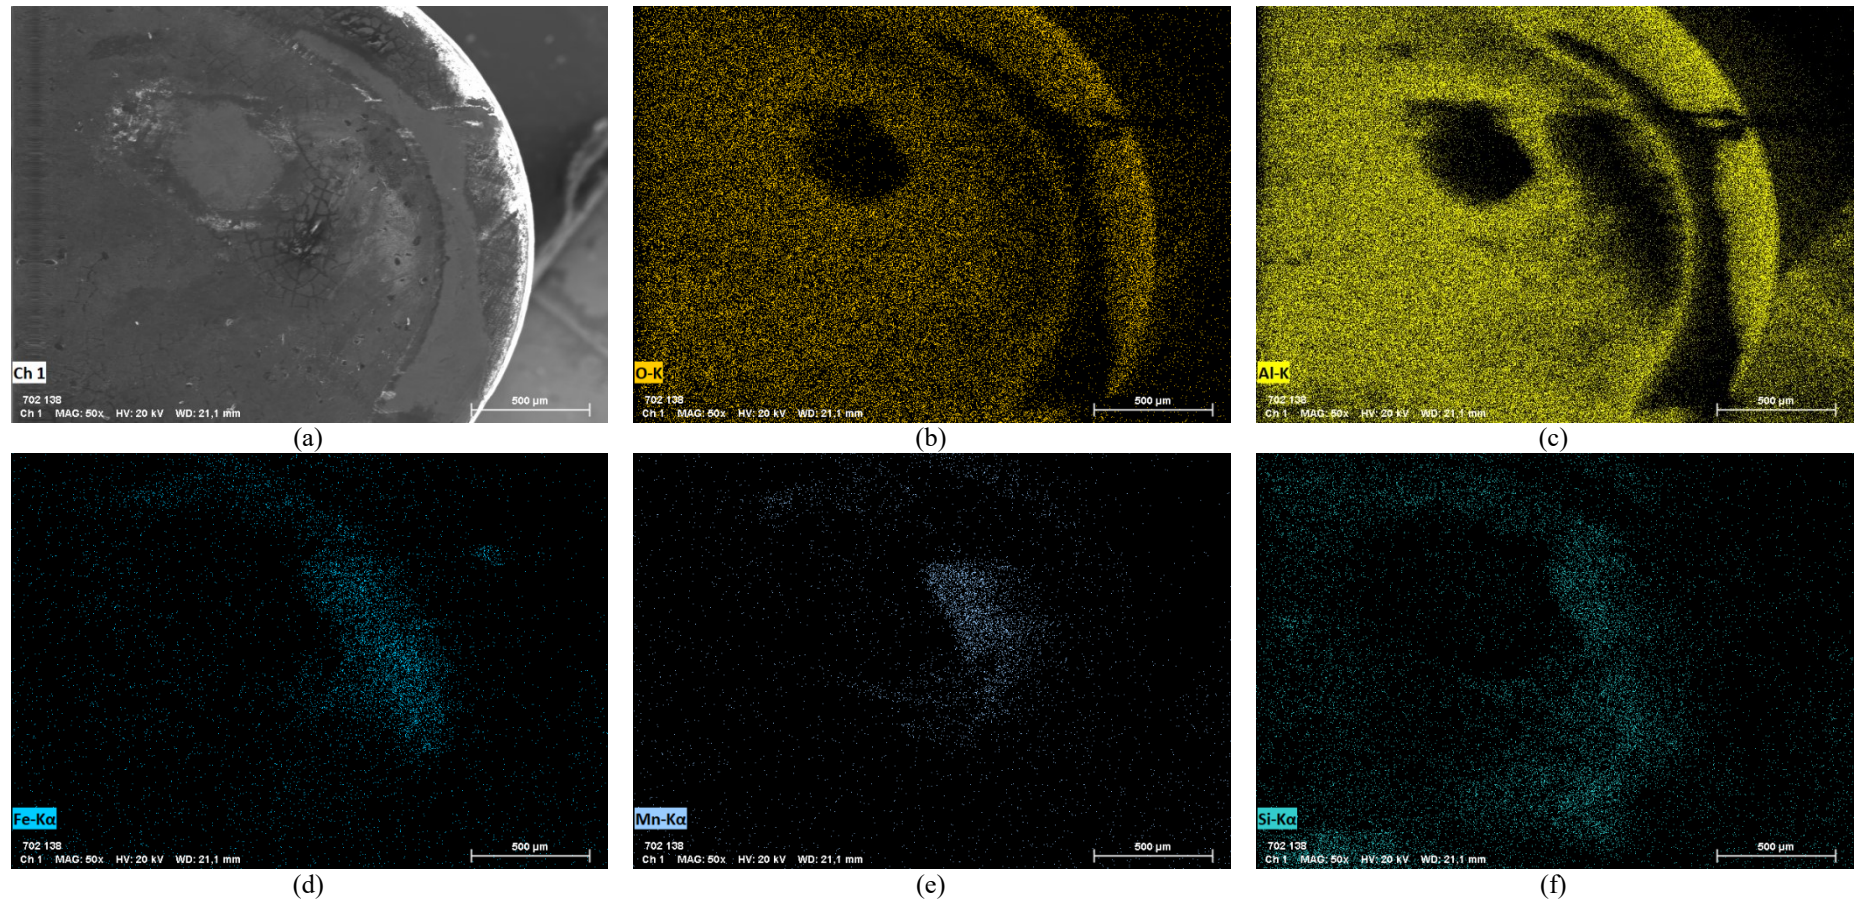 Ch 1
702 138
Ch 1 MAG: 50x HV: 20 kV WD: 21,1 mm
500 µm
(a)
O-K
702 138
Ch 1 MAG: 50x HV: 20 kV WD: 21,1 mm
500 µm
(b)
Al-K
702 138
Ch 1 MAG: 50x HV: 20 kV WD: 21,1 mm
500 µm
(c)
Fe-Kα
702 138
Ch 1 MAG: 50x HV: 20 kV WD: 21,1 mm
500 µm
(d)
Mn-Kα
702 138
Ch 1 MAG: 50x HV: 20 kV WD: 21,1 mm
500 µm
(e)
Si-Kα
702 138
Ch 1 MAG: 50x HV: 20 kV WD: 21,1 mm
500 µm
(f)